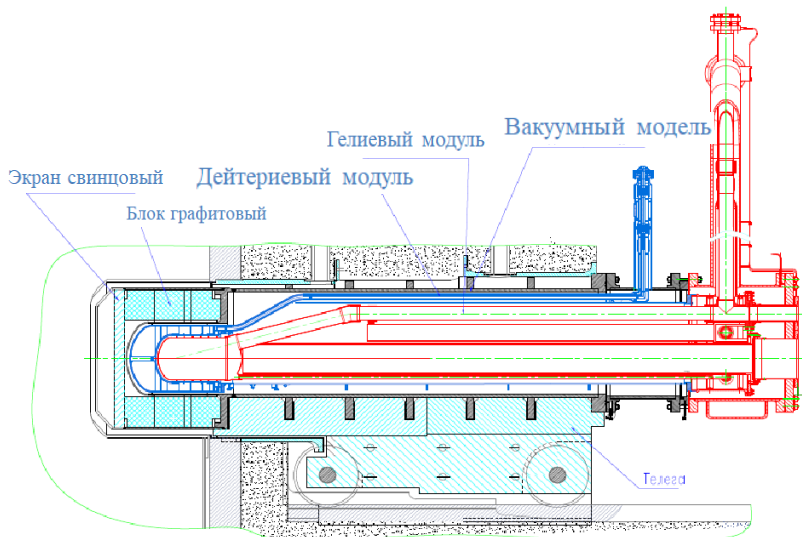 Вакуумный модель
Гелиевый модуль
Экран свинцовый
Дейтериевый модуль
Блок графитовый
Телега